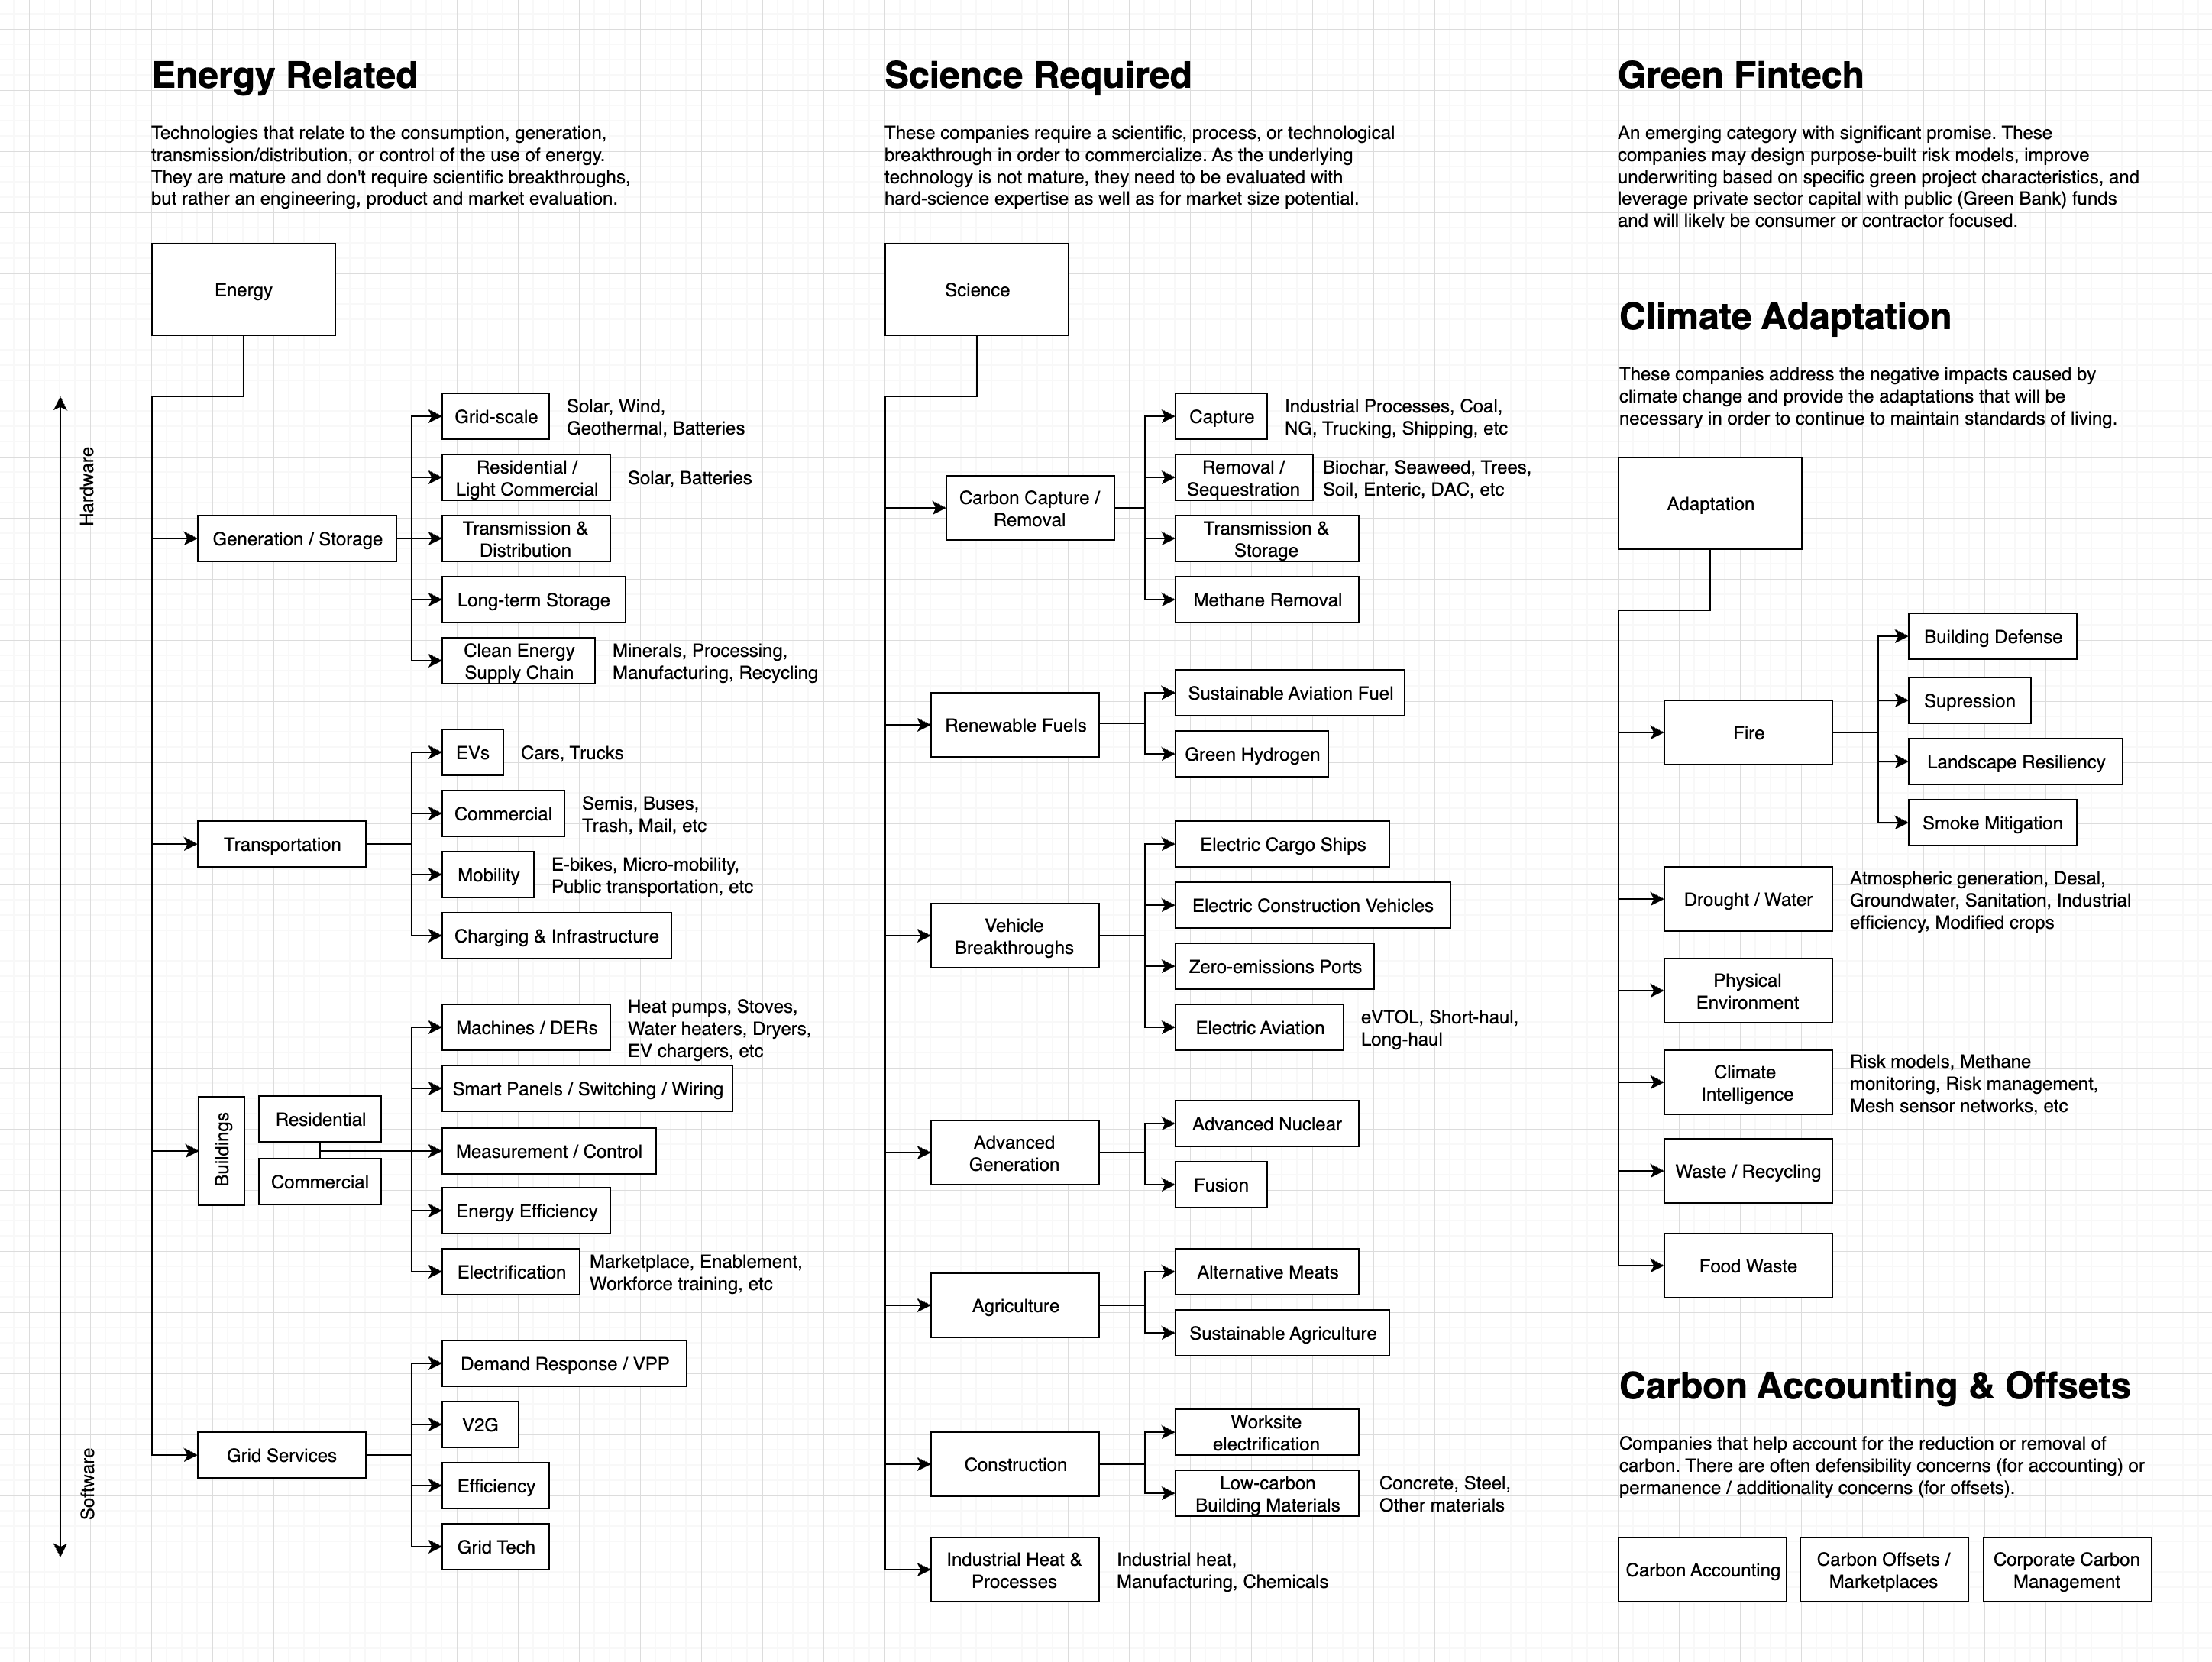 Energy Related
Technologies that relate to the consumption, generation,
transmission/distribution, or control of the use of energy.
They are mature and don't require scientific breakthroughs,
but rather an engineering, product and market evaluation.
Energy
Hardware
Software
Generation / Storage
Grid-scale
Solar, Wind,
Geothermal, Batteries
Residential /
Light Commercial
Solar, Batteries
Transmission &
Distribution
Long-term Storage
Clean Energy
Supply Chain
Minerals, Processing,
Manufacturing, Recycling
Transportation
EVs
Cars, Trucks
Commercial
Semis, Buses,
Trash, Mail, etc
Mobility
E-bikes, Micro-mobility,
Public transportation, etc
Charging & Infrastructure
Buildings
Residential
Commercial
Machines / DERs
Heat pumps, Stoves,
Water heaters, Dryers,
EV chargers, etc
Smart Panels / Switching / Wiring
Measurement / Control
Energy Efficiency
Electrification
Marketplace, Enablement,
Workforce training, etc
Grid Services
Demand Response / VPP
V2G
Efficiency
Grid Tech
Science Required
These companies require a scientific, process, or technological
breakthrough in order to commercialize. As the underlying
technology is not mature, they need to be evaluated with
hard-science expertise as well as for market size potential.
Science
Carbon Capture /
Removal
Capture
Industrial Processes, Coal,
NG, Trucking, Shipping, etc
Removal /
Sequestration
Biochar, Seaweed, Trees,
Soil, Enteric, DAC, etc
Transmission &
Storage
Methane Removal
Renewable Fuels
Sustainable Aviation Fuel
Green Hydrogen
Vehicle
Breakthroughs
Electric Cargo Ships
Electric Construction Vehicles
Zero-emissions Ports
Electric Aviation
eVTOL, Short-haul,
Long-haul
Advanced
Generation
Advanced Nuclear
Fusion
Agriculture
Alternative Meats
Sustainable Agriculture
Construction
Worksite
electrification
Low-carbon
Building Materials
Concrete, Steel,
Other materials
Industrial Heat &
Processes
Industrial heat,
Manufacturing, Chemicals
Green Fintech
An emerging category with significant promise. These
companies may design purpose-built risk models, improve
underwriting based on specific green project characteristics, and
leverage private sector capital with public (Green Bank) funds
and will likely be consumer or contractor focused.
Climate Adaptation
These companies address the negative impacts caused by
climate change and provide the adaptations that will be
necessary in order to continue to maintain standards of living.
Adaptation
Fire
Building Defense
Supression
Landscape Resiliency
Smoke Mitigation
Drought / Water
Atmospheric generation, Desal,
Groundwater, Sanitation, Industrial
efficiency, Modified crops
Physical
Environment
Climate
Intelligence
Risk models, Methane
monitoring, Risk management,
Mesh sensor networks, etc
Waste / Recycling
Food Waste
Carbon Accounting & Offsets
Companies that help account for the reduction or removal of
carbon. There are often defensibility concerns (for accounting) or
permanence / additionality concerns (for offsets).
Carbon Accounting
Carbon Offsets /
Marketplaces
Corporate Carbon
Management